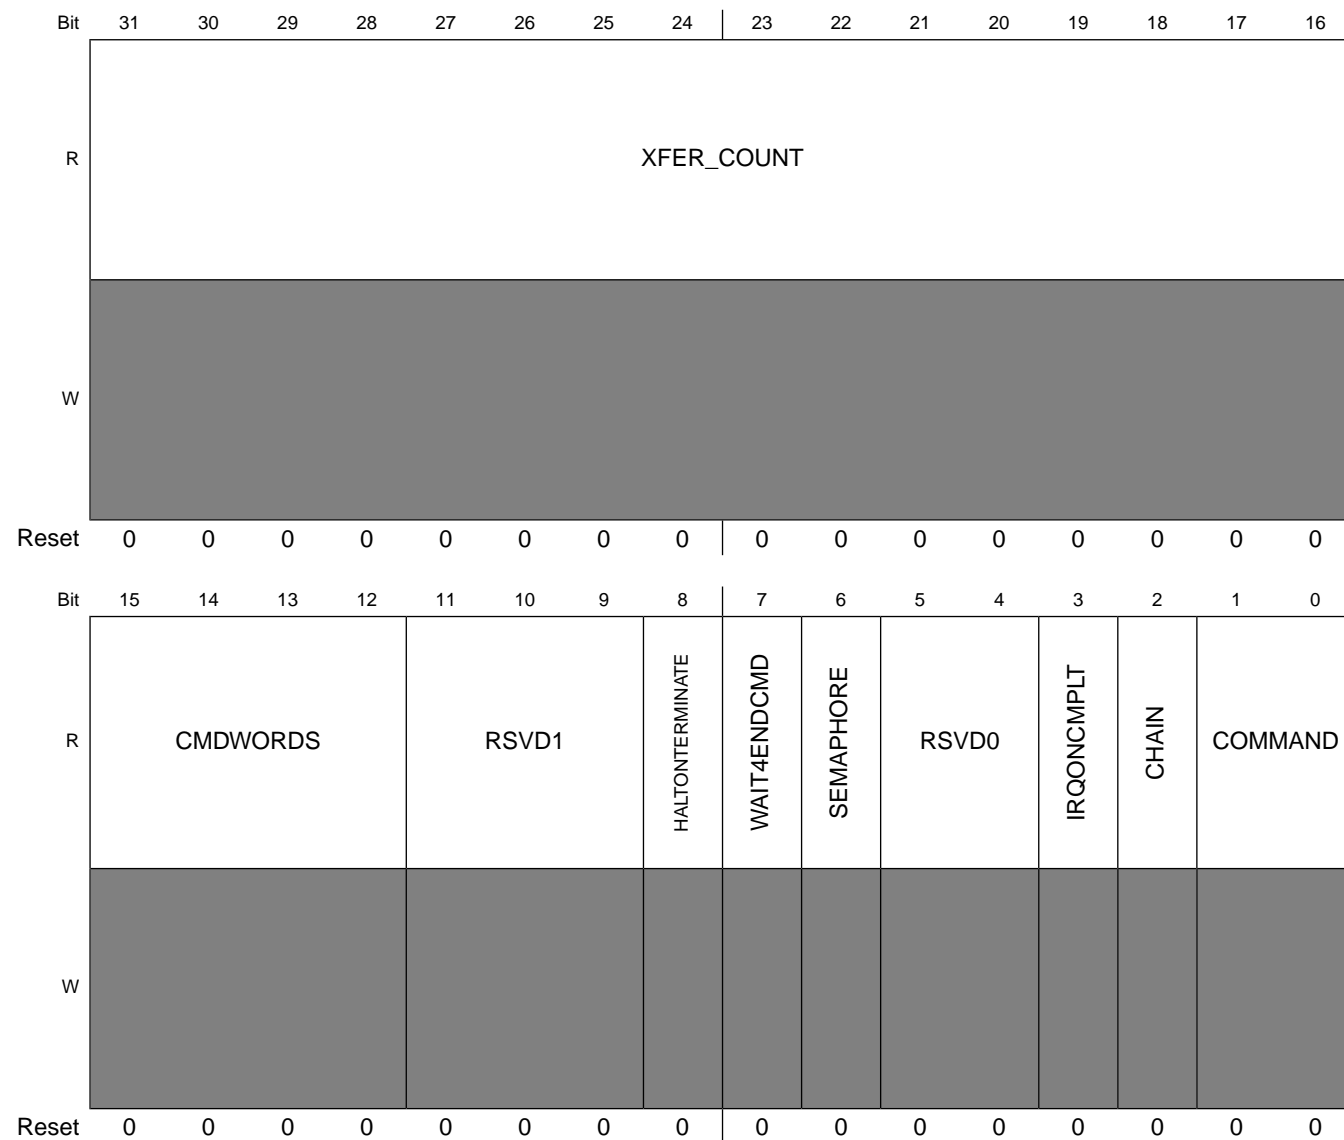 Bit 31 30 29 28 27 26 25 24 23 22 21 20 19 18 17 16
R XFER_COUNT
W
Reset 0 0 0 0 0 0 0 0 0 0 0 0 0 0 0 0
Bit 15 14 13 12 11 10 9 8 7 6 5 4 3 2 1 0
R CMDWORDS RSVD1 HALTONTERMINATE WAIT4ENDCMD SEMAPHORE RSVD0 IRQONCMPLT CHAIN COMMAND
W
Reset 0 0 0 0 0 0 0 0 0 0 0 0 0 0 0 0